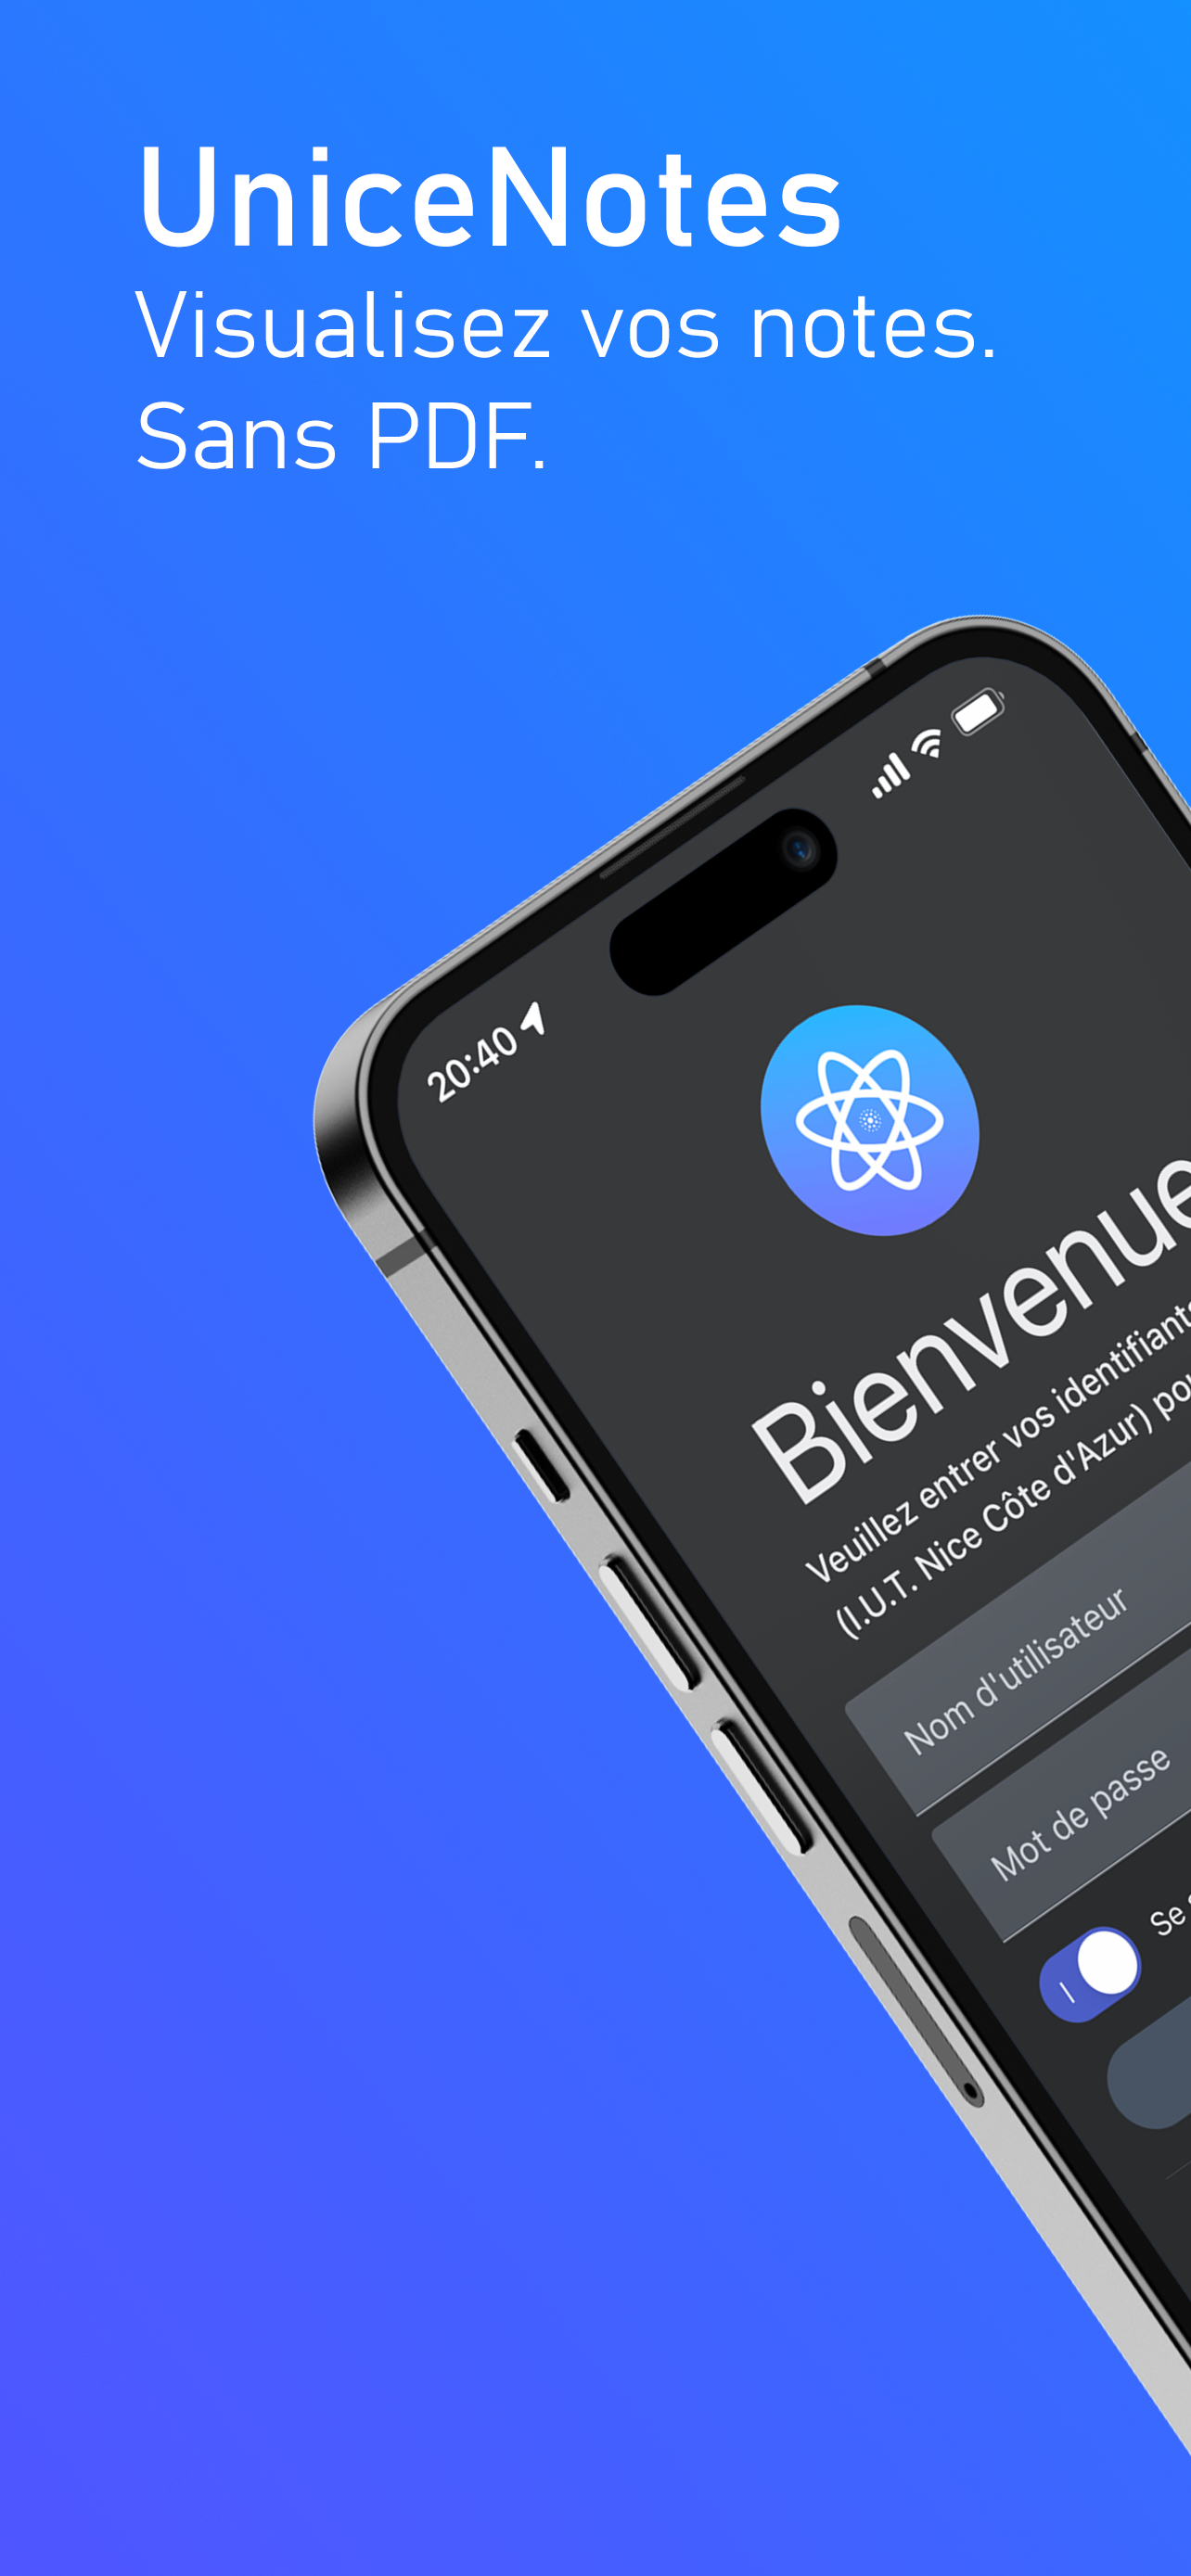 UniceNotes
Visualisez vos notes.
Sans PDF.
20:40
Bienvenue
Veuillez entrer vos identifiants
(I.U.T. Nice Côte d'Azur)
Nom d'utilisateur
Mot de passe
Se